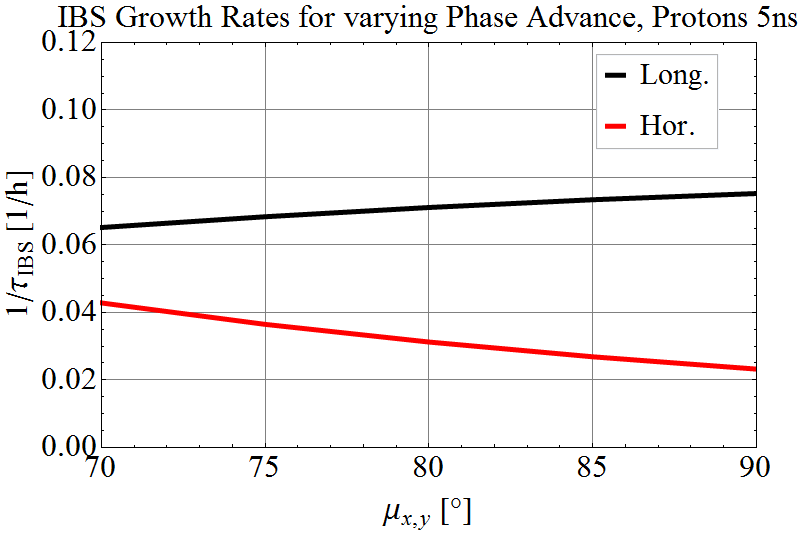 IBS Growth Rates for varying Phase Advance, Protons 5ns
0.12
0.10
0.08
0.06
0.04
0.02
0.00
1/τIBS [1/h]
Long.
Hor.
70 75 80 85 90
μx,y [°]